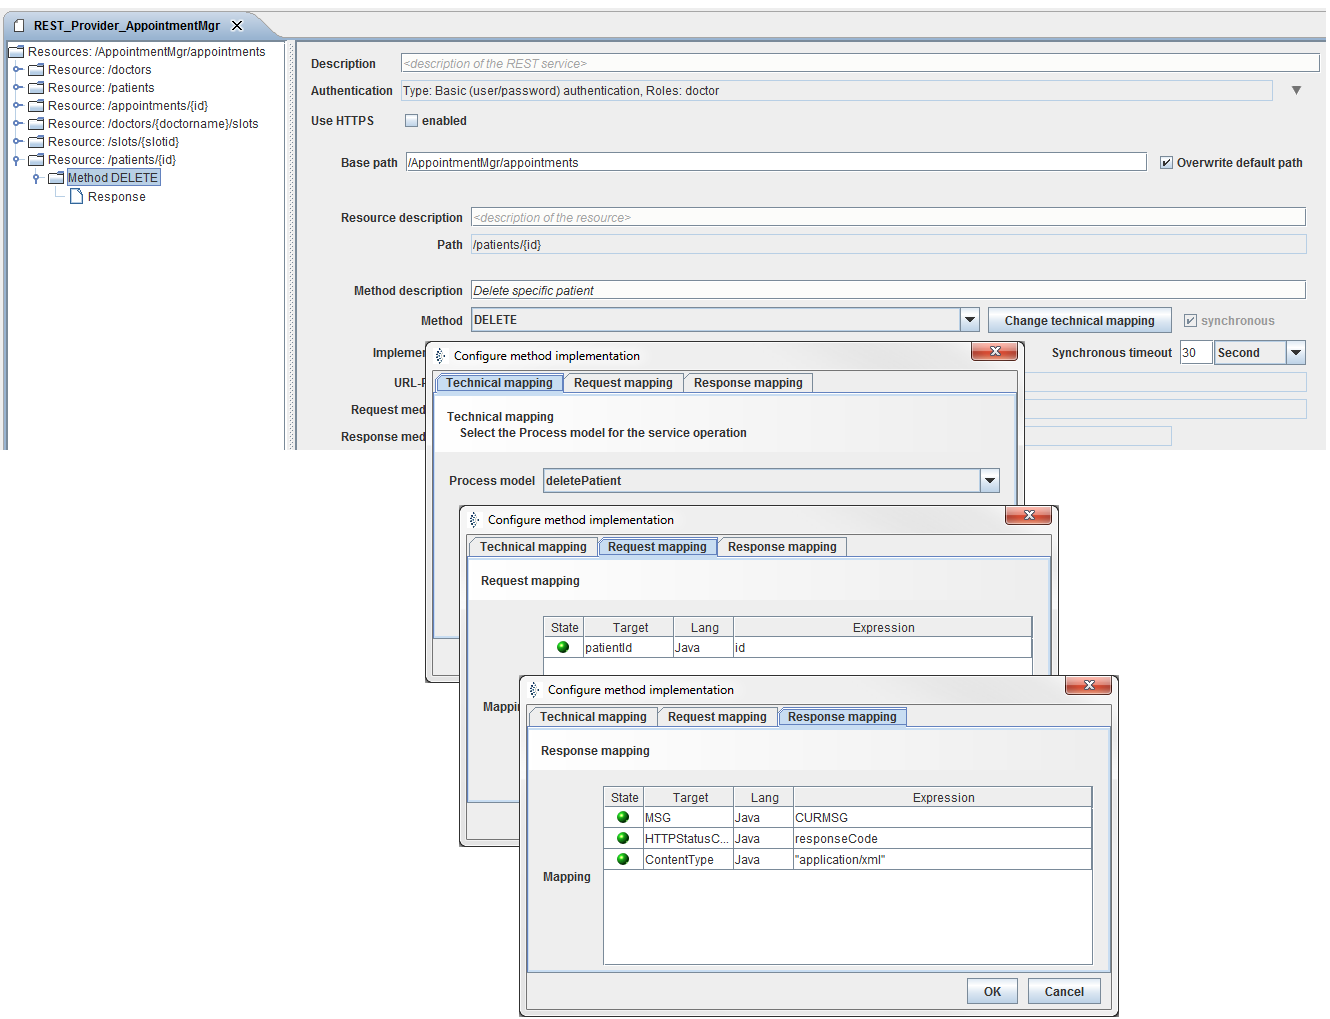 REST_Provider_AppointmentMgr
Resources: /AppointmentMgr/appointments
Resource: /doctors
Resource: /patients
Resource: /appointments/{id}
Resource: /doctors/{doctorname}/slots
Resource: /slots/{slotid}
Resource: /patients/{id}
Method DELETE
Response
Description <description of the REST service>
Authentication Type: Basic (user/password) authentication, Roles: doctor
Use HTTPS enabled
Base path /AppointmentMgr/appointments Overwrite default path
Resource description <description of the resource>
Path /patients/{id}
Method description Delete specific patient
Method DELETE Change technical mapping synchronous
Implemen Synchronous timeout 30 Second
URL-P
Request med
Response med
Configure method implementation
Technical mapping Request mapping Response mapping
Technical mapping
Select the Process model for the service operation
Process model deletePatient
Configure method implementation
Technical mapping Request mapping Response mapping
Request mapping
State Target Lang Expression
patientId Java id
Mappin
Configure method implementation
Technical mapping Request mapping Response mapping
Response mapping
State Target Lang Expression
MSG Java CURMSG
HTTPStatusC... Java responseCode
ContentType Java "application/xml"
Mapping
OK Cancel